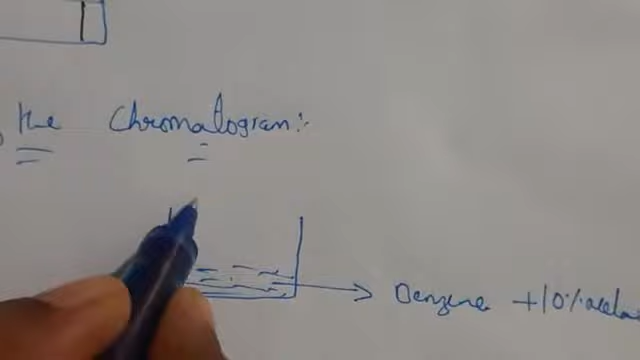 the Chromatogram:-
Benzene + 10%